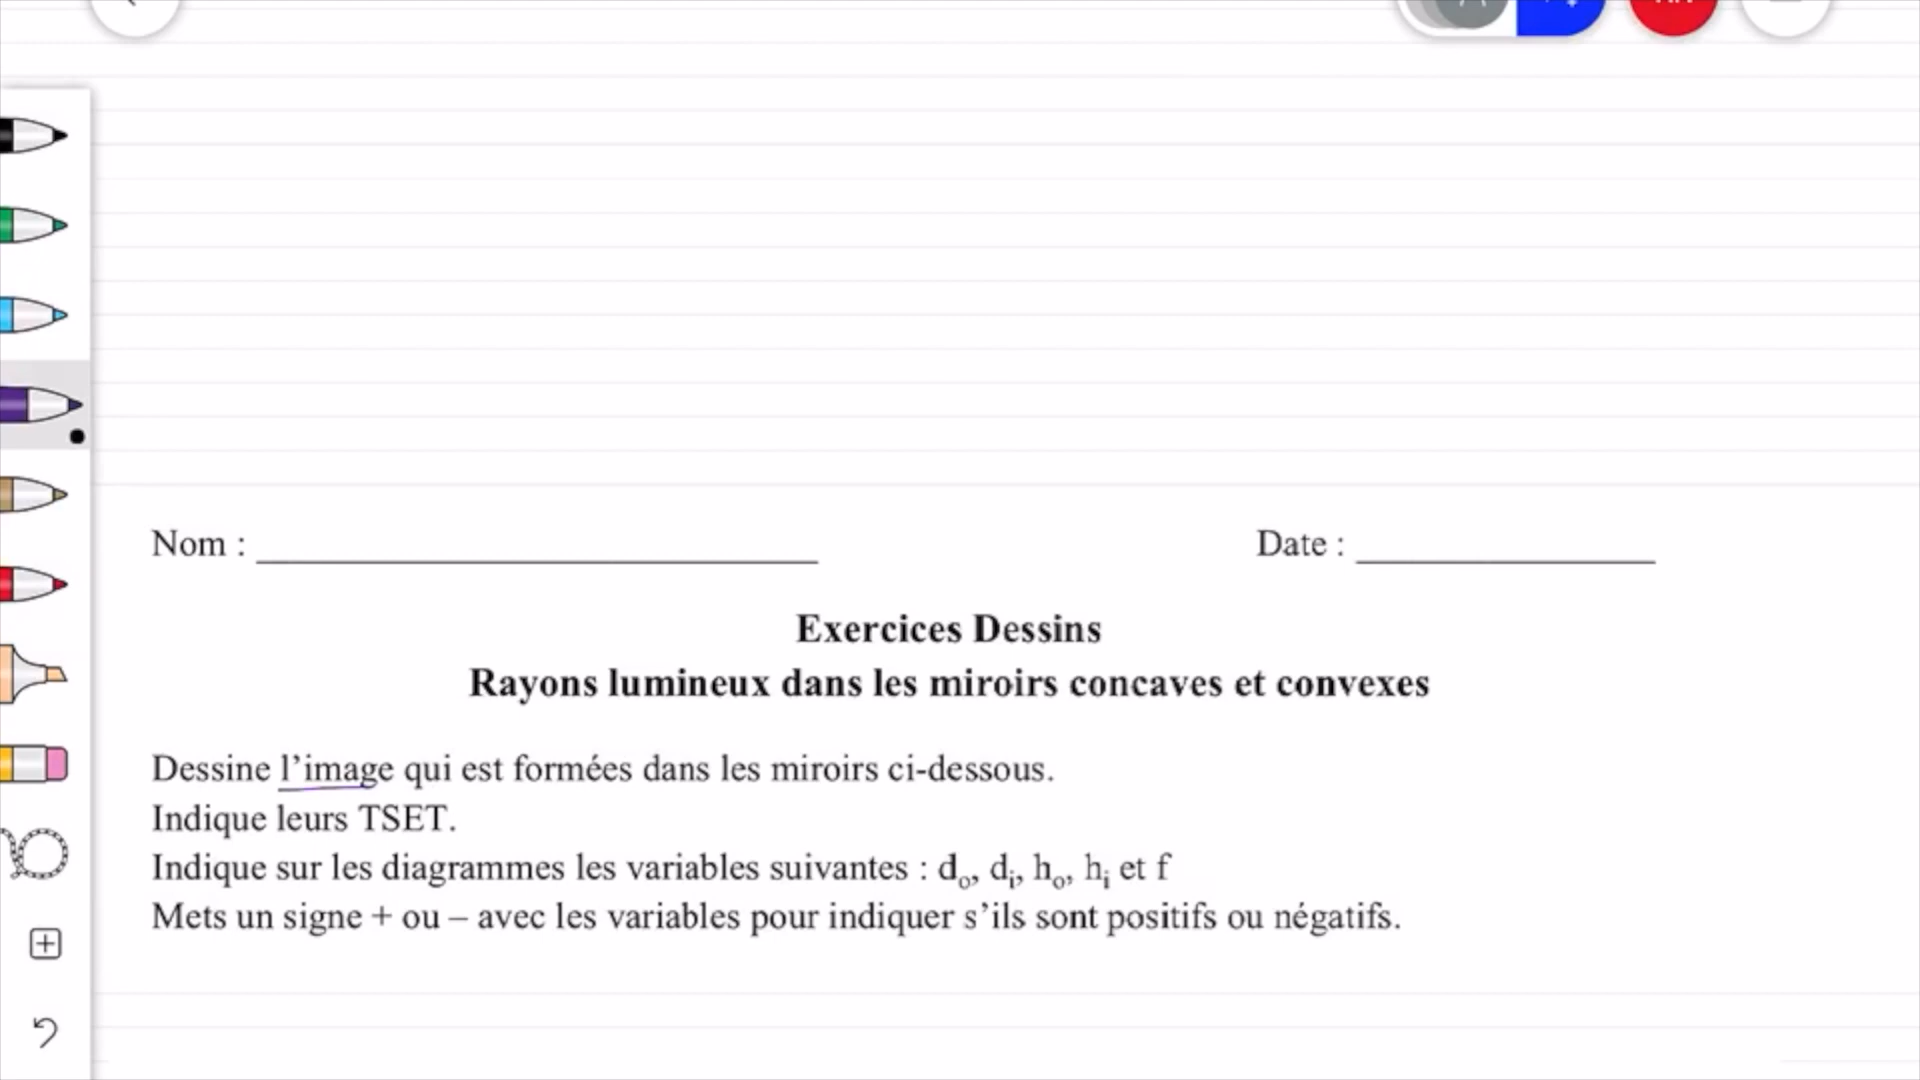 Nom : ____________________ Date : ____________
Exercices Dessins
Rayons lumineux dans les miroirs concaves et convexes
Dessine l’image qui est formées dans les miroirs ci-dessous.
Indique leurs TSET.
Indique sur les diagrammes les variables suivantes : dₒ, dᵢ, hₒ, hᵢ et f
Mets un signe + ou – avec les variables pour indiquer s’ils sont positifs ou négatifs.